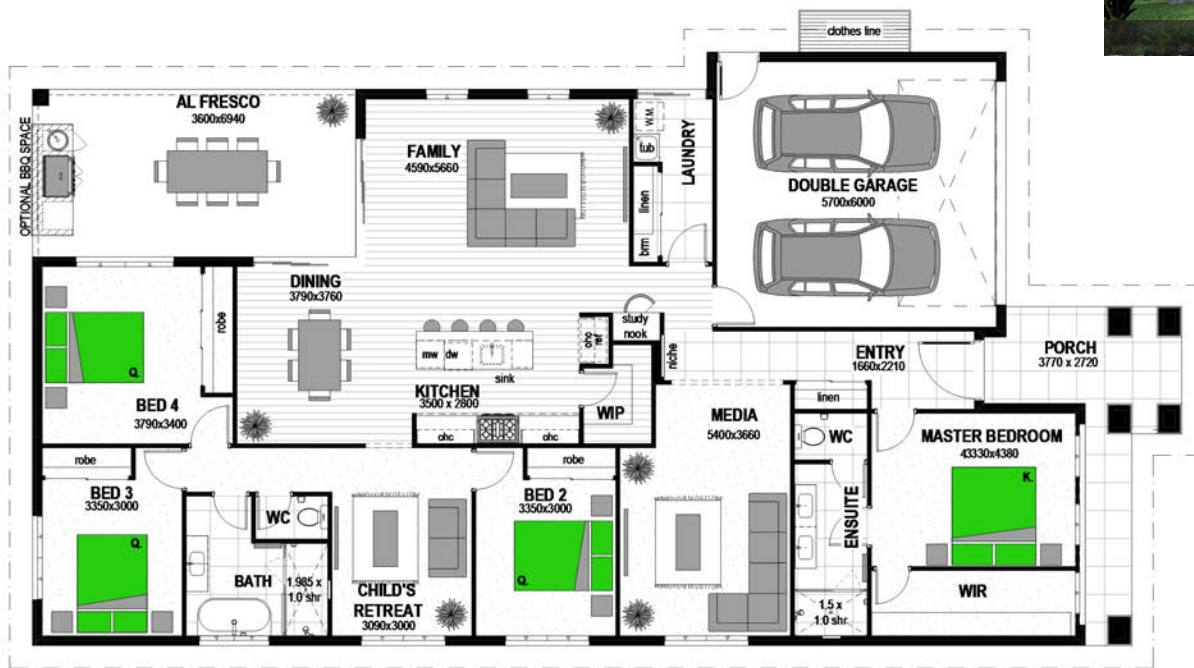 clothes line
AL FRESCO
3600x6940
OPTIONAL BBQ SPACE
FAMILY
4590x5660
W.M.
tub
LAUNDRY
linen
brm
DOUBLE GARAGE
5700x6000
DINING
3790x3760
robe
Q.
BED 4
3790x3400
study
nook
ohc
ref
niche
mw
dw
sink
KITCHEN
3500 x 2800
WIP
ohc
ohc
ENTRY
1660x2210
PORCH
3770 x 2720
linen
MEDIA
5400x3660
WC
MASTER BEDROOM
43330x4380
K.
ENSUITE
WIR
1.5 x
1.0 shr
robe
BED 3
3350x3000
Q.
WC
BATH
1.985 x
1.0 shr
CHILD'S
RETREAT
3090x3000
robe
BED 2
3350x3000
Q.